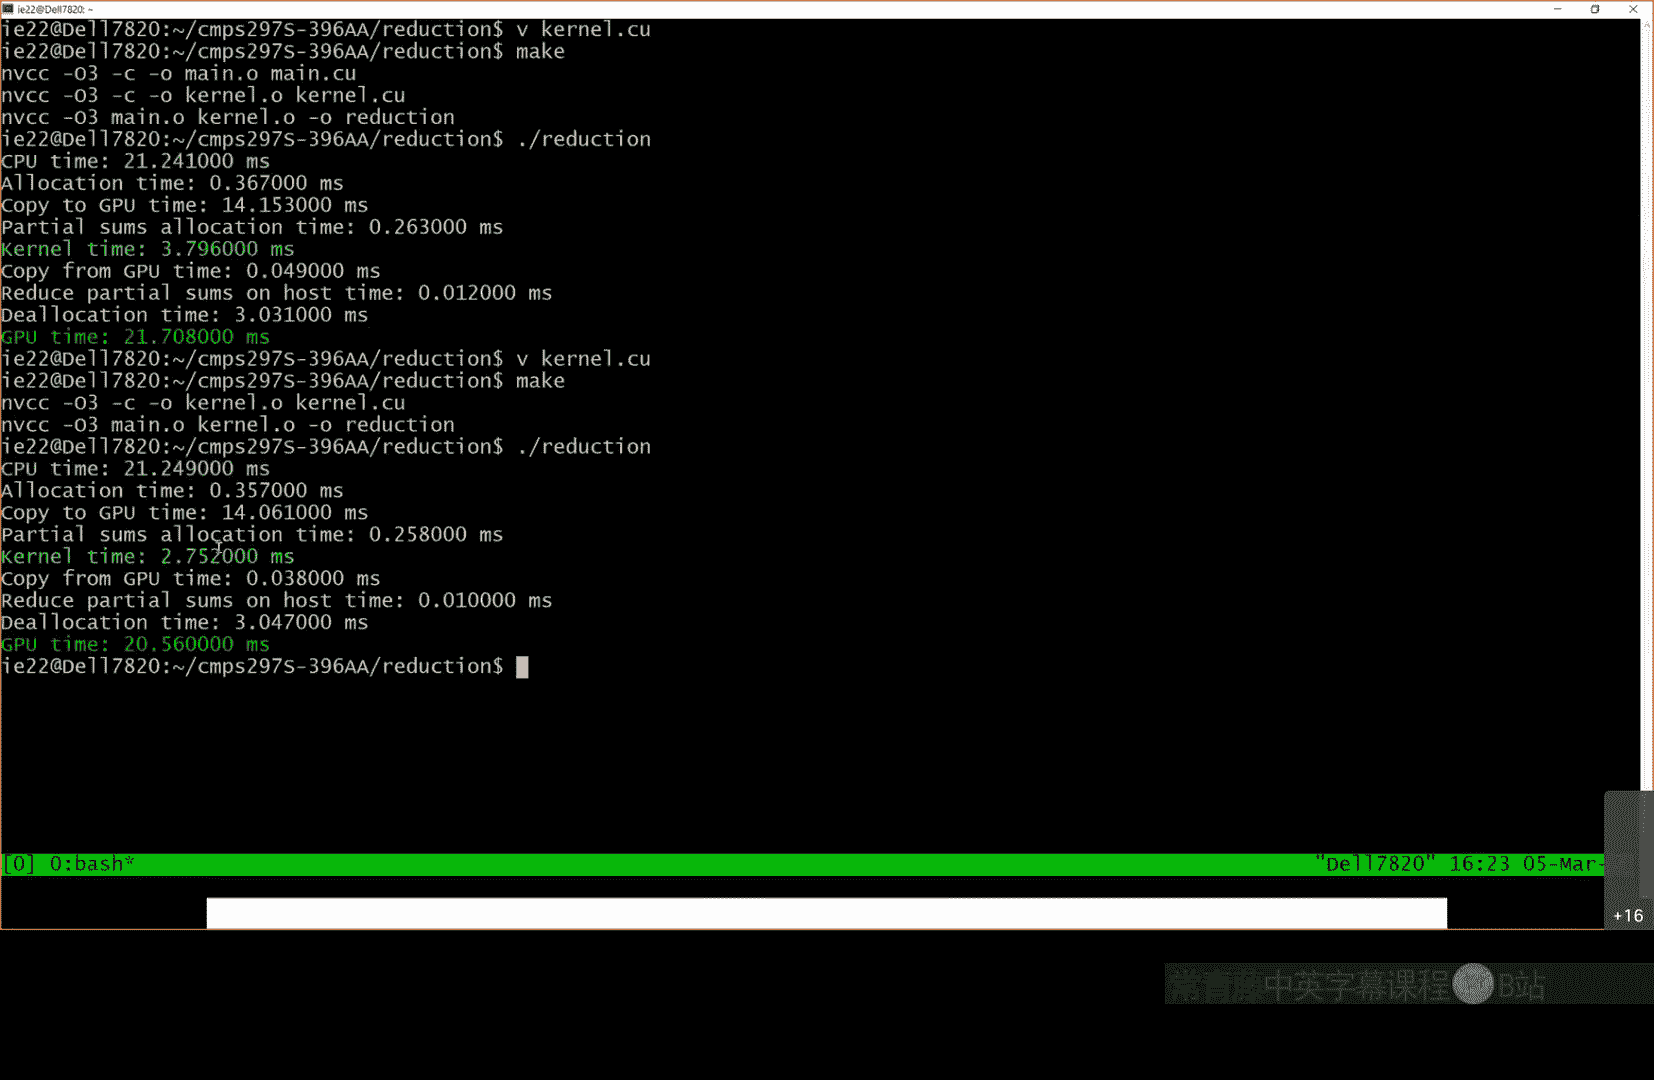 ie22@Dell7820: ~
ie22@Dell7820:~/cmps297S-396AA/reduction$ v kernel.cu
ie22@Dell7820:~/cmps297S-396AA/reduction$ make
nvcc -O3 -c -o main.o main.cu
nvcc -O3 -c -o kernel.o kernel.cu
nvcc -O3 main.o kernel.o -o reduction
ie22@Dell7820:~/cmps297S-396AA/reduction$ ./reduction
CPU time: 21.241000 ms
Allocation time: 0.367000 ms
Copy to GPU time: 14.153000 ms
Partial sums allocation time: 0.263000 ms
Kernel time: 3.796000 ms
Copy from GPU time: 0.049000 ms
Reduce partial sums on host time: 0.012000 ms
Deallocation time: 3.031000 ms
GPU time: 21.708000 ms
ie22@Dell7820:~/cmps297S-396AA/reduction$ v kernel.cu
ie22@Dell7820:~/cmps297S-396AA/reduction$ make
nvcc -O3 -c -o kernel.o kernel.cu
nvcc -O3 main.o kernel.o -o reduction
ie22@Dell7820:~/cmps297S-396AA/reduction$ ./reduction
CPU time: 21.249000 ms
Allocation time: 0.357000 ms
Copy to GPU time: 14.061000 ms
Partial sums allocation time: 0.258000 ms
Kernel time: 2.752000 ms
Copy from GPU time: 0.038000 ms
Reduce partial sums on host time: 0.010000 ms
Deallocation time: 3.047000 ms
GPU time: 20.560000 ms
ie22@Dell7820:~/cmps297S-396AA/reduction$
[0] 0:bash* "Dell7820" 16:23 05-Mar-
+16
中英字幕课程 B站